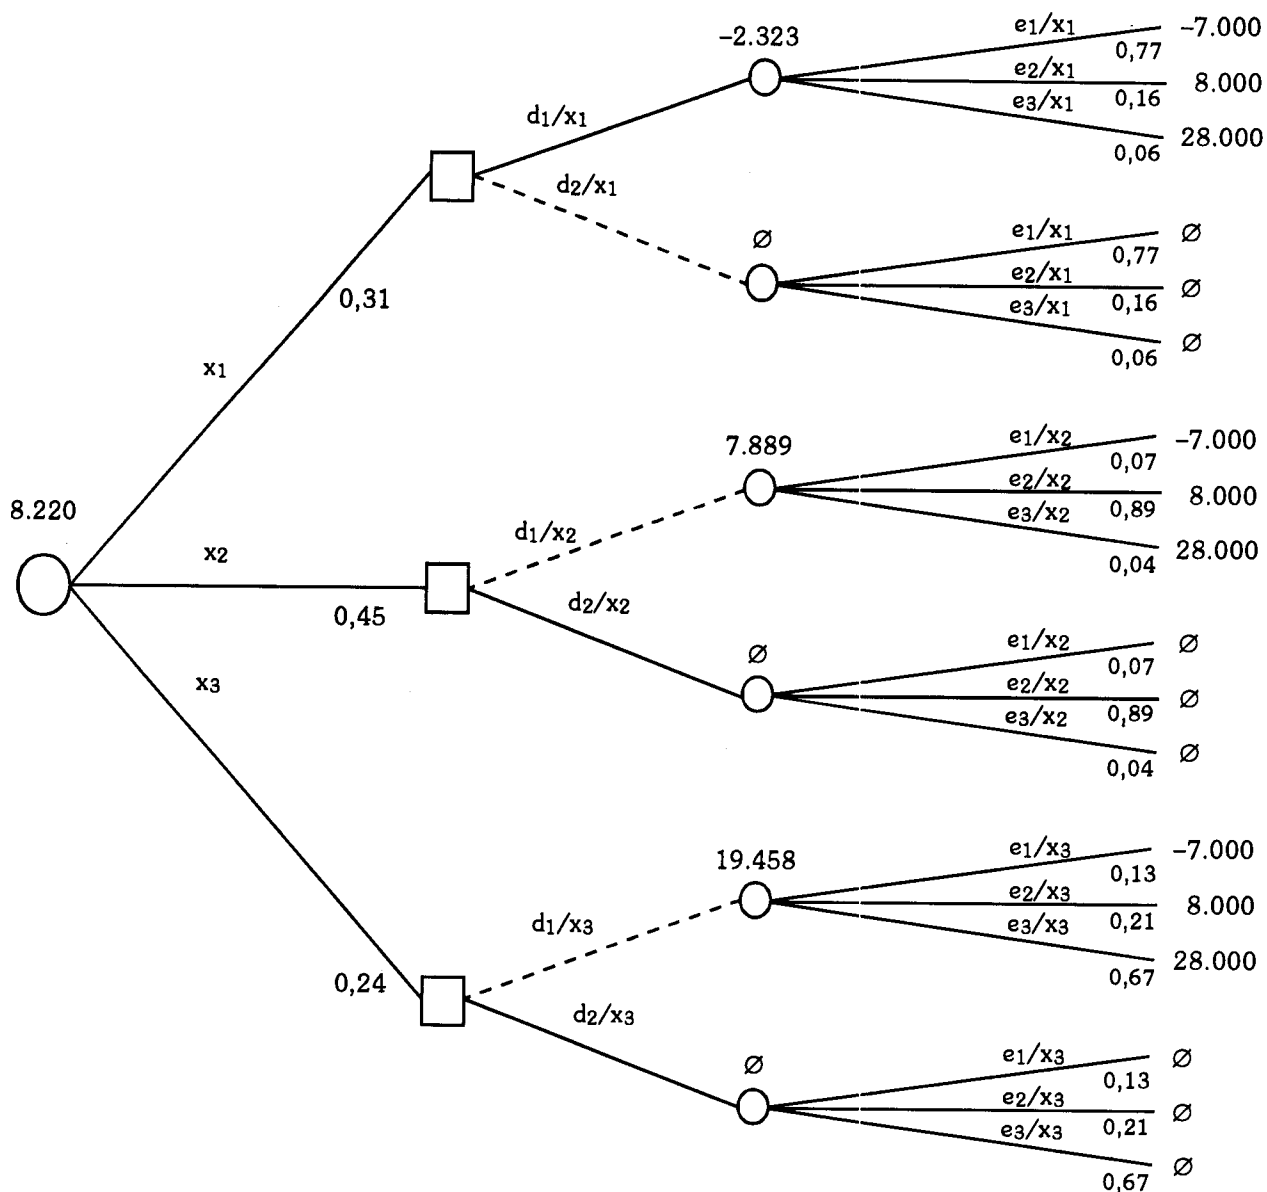 e1/x1 -7.000
-2.323
0,77
e2/x1 8.000
0,16
e3/x1
28.000
0,06
d1/x1
d2/x1
e1/x1 ∅
∅
0,77
e2/x1 ∅
0,16
e3/x1
∅
0,06
0,31
x1
e1/x2 -7.000
7.889
0,07
e2/x2 8.000
0,89
e3/x2
28.000
0,04
8.220
d1/x2
x2
d2/x2
0,45
e1/x2 ∅
∅
0,07
e2/x2 ∅
0,89
e3/x2
∅
0,04
x3
e1/x3 -7.000
19.458
0,13
e2/x3 8.000
0,21
e3/x3
28.000
0,67
d1/x3
0,24
d2/x3
e1/x3 ∅
∅
0,13
e2/x3 ∅
0,21
e3/x3
∅
0,67